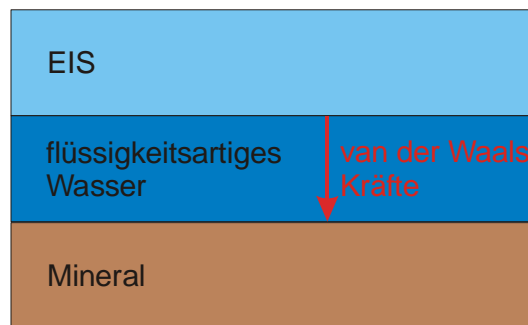 EIS
flüssigkeitsartiges
Wasser
van der Waals
Kräfte
Mineral